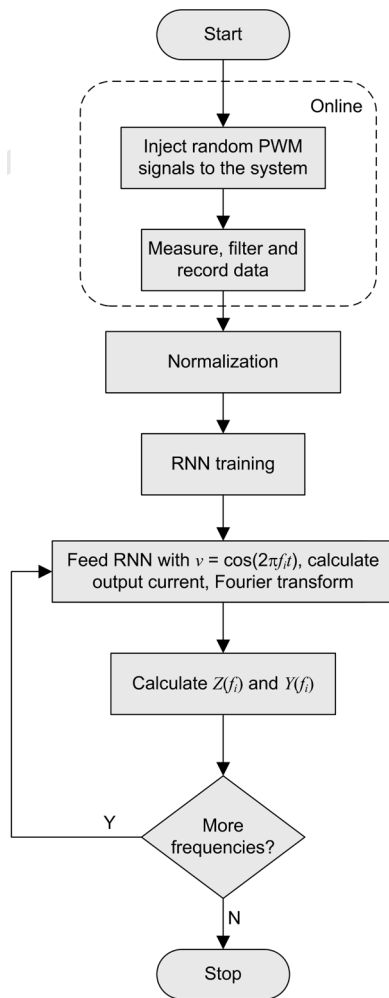 Start
Online
Inject random PWM
signals to the system
Measure, filter and
record data
Normalization
RNN training
Feed RNN with v = cos(2πfᵢt), calculate
output current, Fourier transform
Calculate Z(fᵢ) and Y(fᵢ)
More
frequencies?
Y
N
Stop